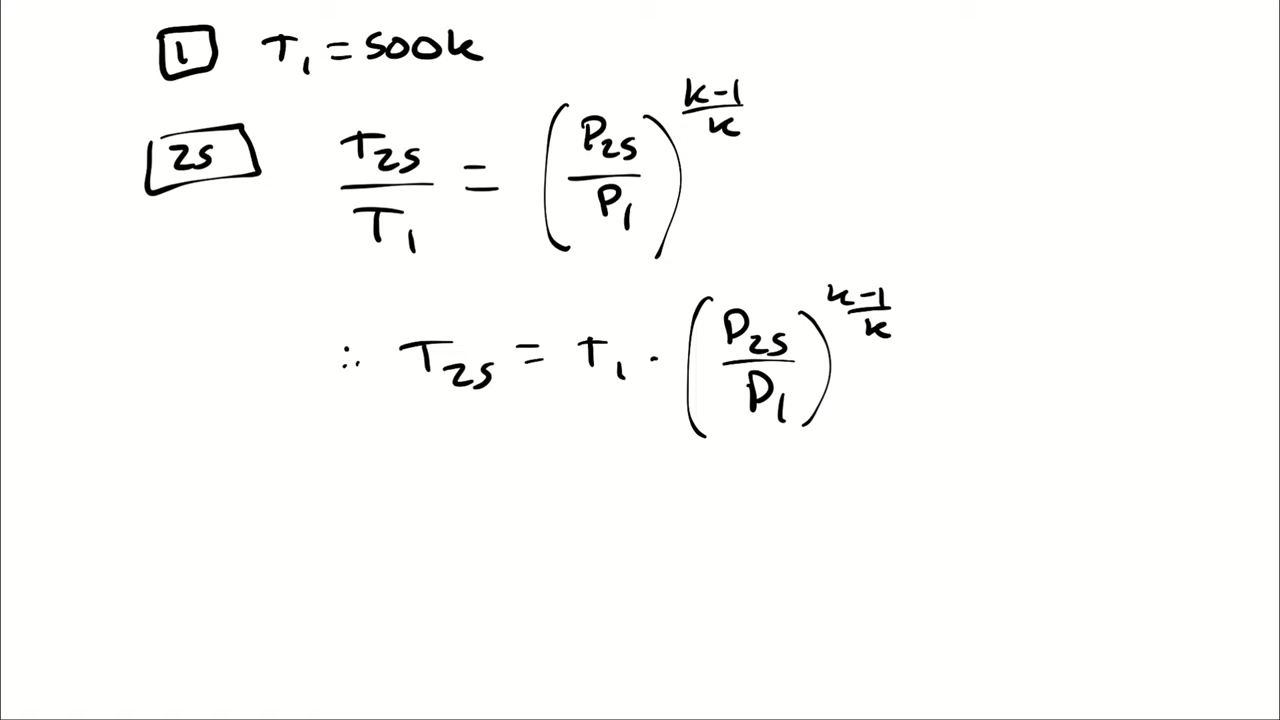 1 T₁ = 500K
2s T₂ₛ/T₁ = (P₂ₛ/P₁)^((k-1)/k)
∴ T₂ₛ = T₁ · (P₂ₛ/P₁)^((k-1)/k)